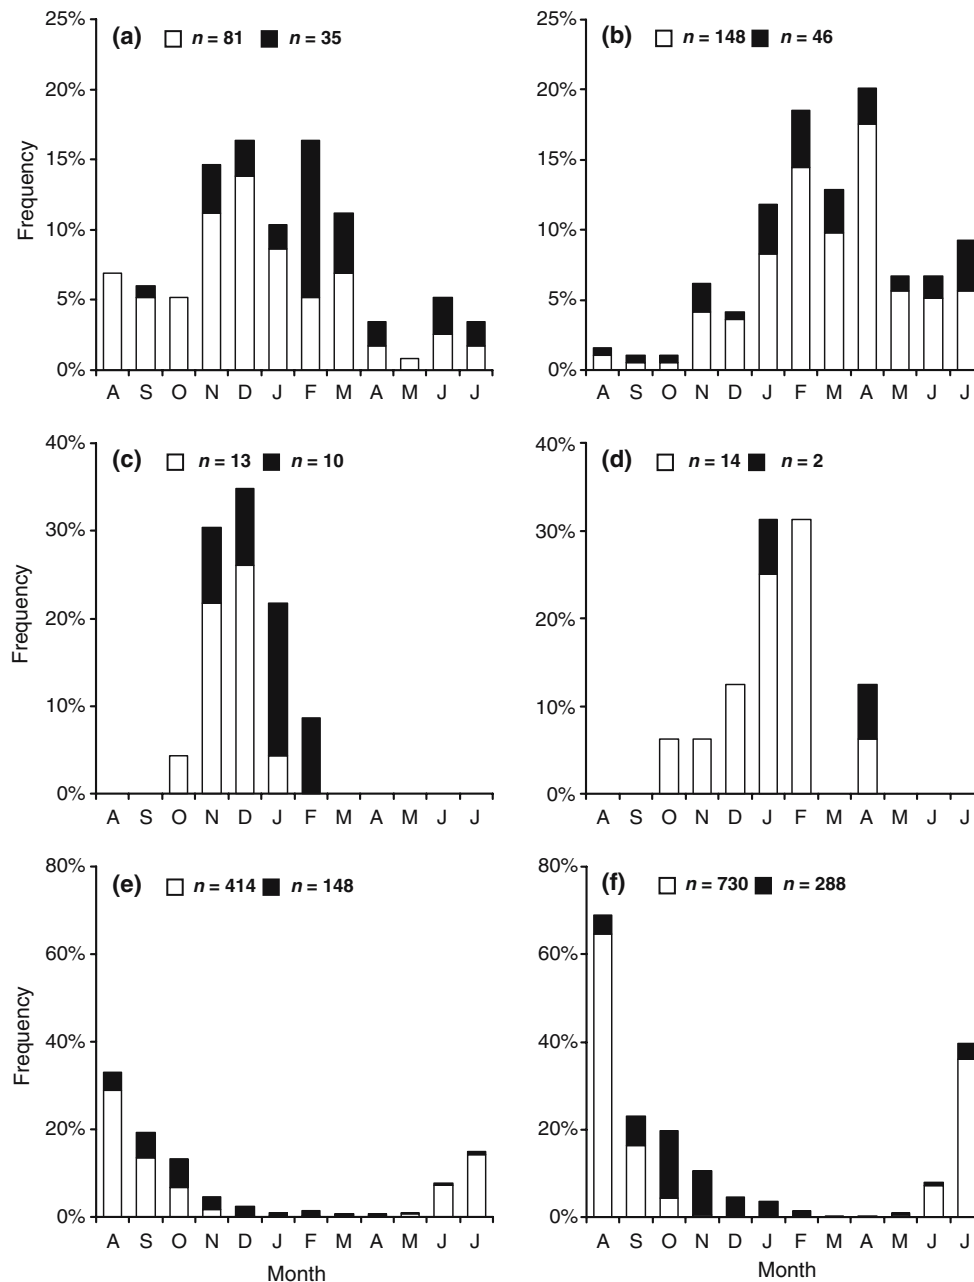 (a) n = 81 n = 35
25%
20%
15%
10%
5%
0%
Frequency
A S O N D J F M A M J J
(b) n = 148 n = 46
25%
20%
15%
10%
5%
0%
A S O N D J F M A M J J
(c) n = 13 n = 10
40%
30%
20%
10%
0%
Frequency
A S O N D J F M A M J J
(d) n = 14 n = 2
40%
30%
20%
10%
0%
A S O N D J F M A M J J
(e) n = 414 n = 148
80%
60%
40%
20%
0%
Frequency
A S O N D J F M A M J J
Month
(f) n = 730 n = 288
80%
60%
40%
20%
0%
A S O N D J F M A M J J
Month